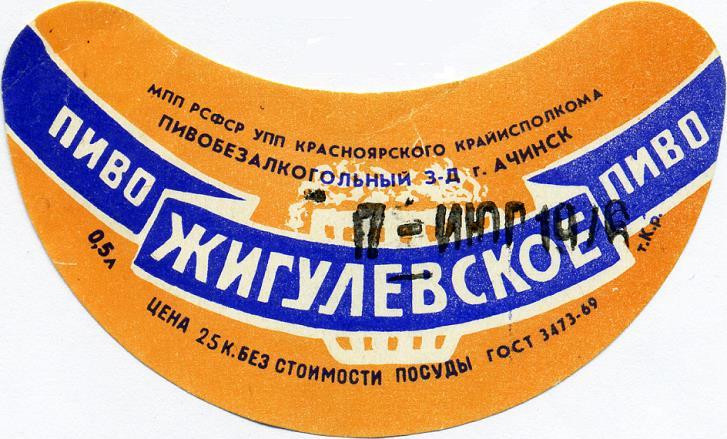 МПП РСФСР УПП КРАСНОЯРСКОГО КРАЙИСПОЛКОМА
ПИВОБЕЗАЛКОГОЛЬНЫЙ З-Д г. АЧИНСК
ПИВО
ПИВО
ЖИГУЛЕВСКОЕ
0,5л
т.К.р.
ЦЕНА 25К. БЕЗ СТОИМОСТИ ПОСУДЫ ГОСТ 3473-69